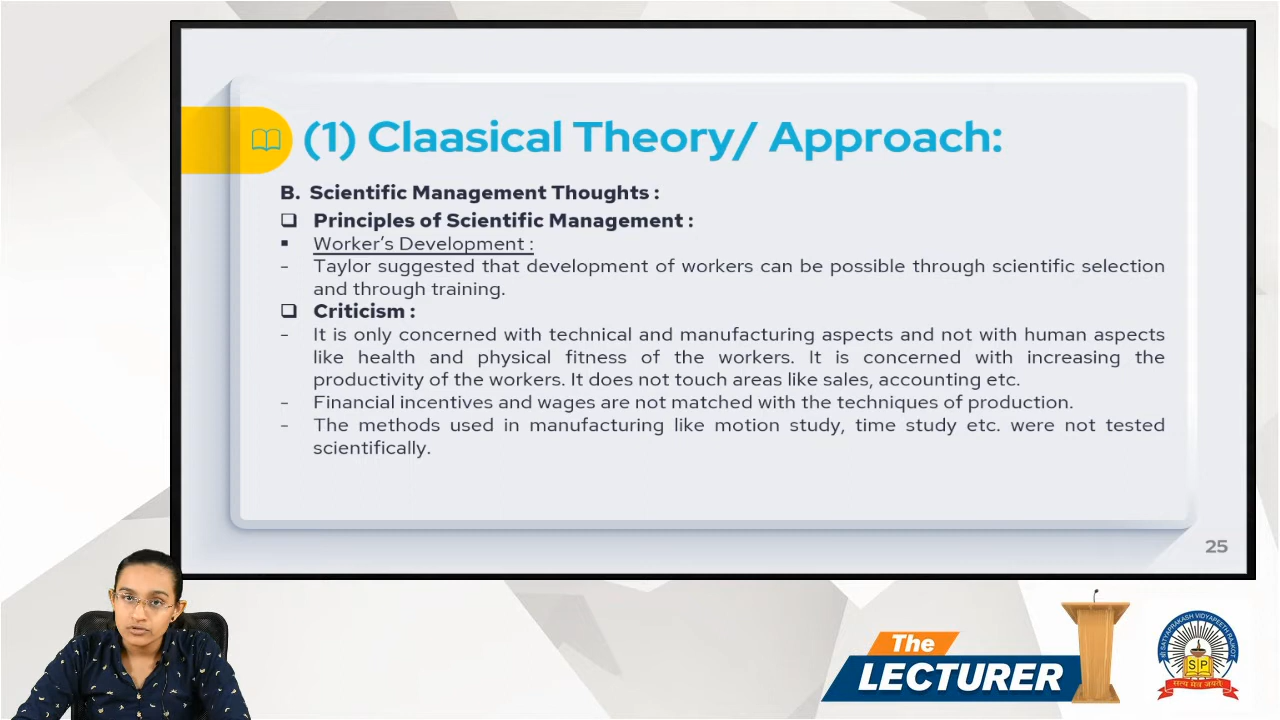 (1) Claasical Theory/ Approach:
B. Scientific Management Thoughts :
❑ Principles of Scientific Management :
▪ Worker's Development :
- Taylor suggested that development of workers can be possible through scientific selection
and through training.
❑ Criticism :
- It is only concerned with technical and manufacturing aspects and not with human aspects
like health and physical fitness of the workers. It is concerned with increasing the
productivity of the workers. It does not touch areas like sales, accounting etc.
- Financial incentives and wages are not matched with the techniques of production.
- The methods used in manufacturing like motion study, time study etc. were not tested
scientifically.
25
The
LECTURER
SATYAPRAKASH VIDYAPEETH RAJKOT
S P
सत्य मेव जयते